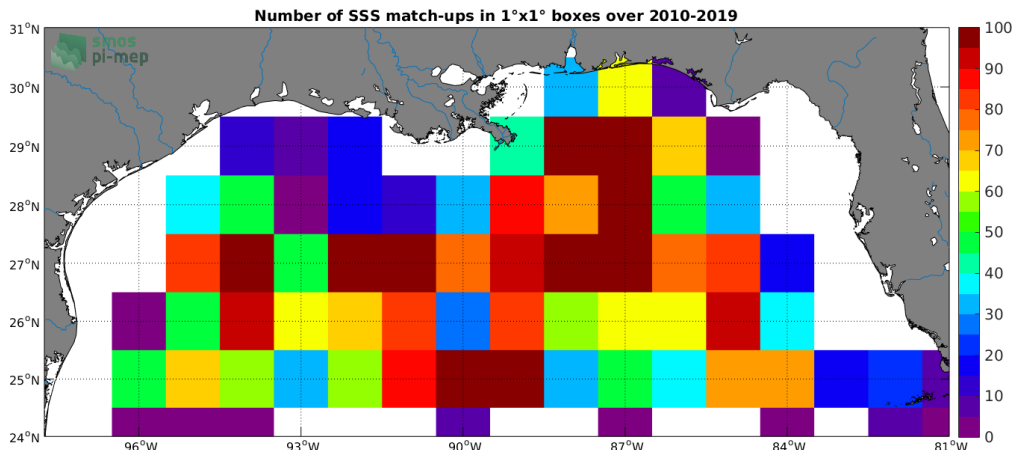 Number of SSS match-ups in 1°x1° boxes over 2010-2019
smos
pi-mep
31°N
30°N
29°N
28°N
27°N
26°N
25°N
24°N
96°W
93°W
90°W
87°W
84°W
81°W
100
90
80
70
60
50
40
30
20
10
0